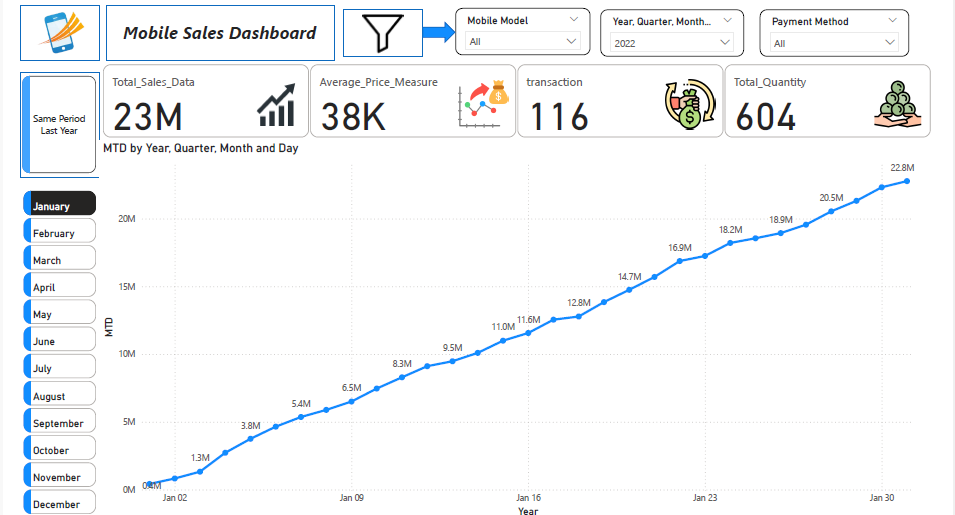 Mobile Sales Dashboard
Mobile Model
All
Year, Quarter, Month...
2022
Payment Method
All
Same Period
Last Year
Total_Sales_Data
23M
Average_Price_Measure
38K
transaction
116
Total_Quantity
604
MTD by Year, Quarter, Month and Day
January
February
March
April
May
June
July
August
September
October
November
December
MTD
20M
15M
10M
5M
0M
0.4M
1.3M
3.8M
5.4M
6.5M
8.3M
9.5M
11.0M
11.6M
12.8M
14.7M
16.9M
18.2M
18.9M
20.5M
22.8M
Jan 02
Jan 09
Jan 16
Jan 23
Jan 30
Year